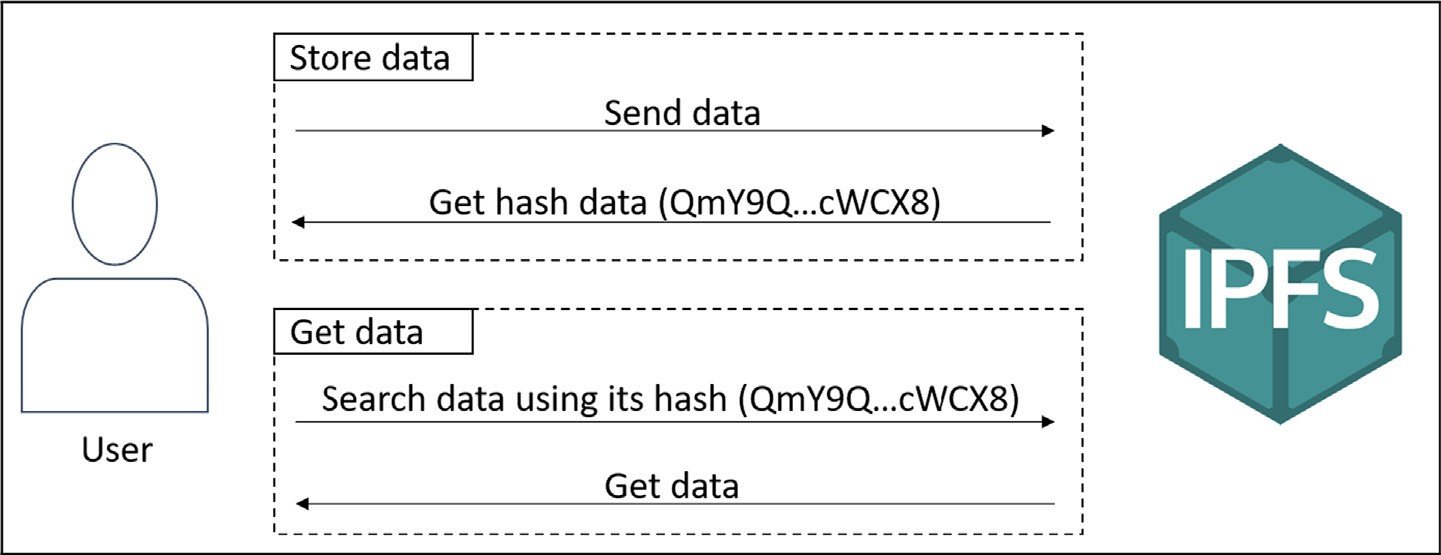 Store data
Send data
Get hash data (QmY9Q...cWCX8)
IPFS
Get data
Search data using its hash (QmY9Q...cWCX8)
Get data
User